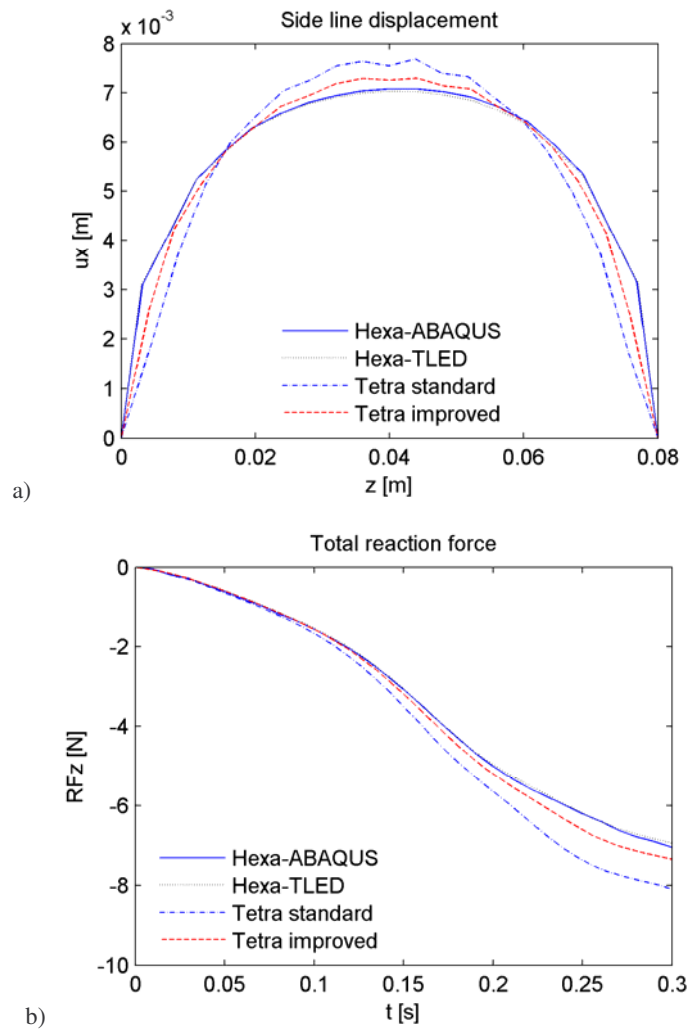 Side line displacement
x 10-3
8
7
6
5
4
3
2
1
0
ux [m]
Hexa-ABAQUS
Hexa-TLED
Tetra standard
Tetra improved
0 0.02 0.04 0.06 0.08
z [m]
a)
Total reaction force
0
-2
-4
-6
-8
-10
RFz [N]
Hexa-ABAQUS
Hexa-TLED
Tetra standard
Tetra improved
0 0.05 0.1 0.15 0.2 0.25 0.3
t [s]
b)